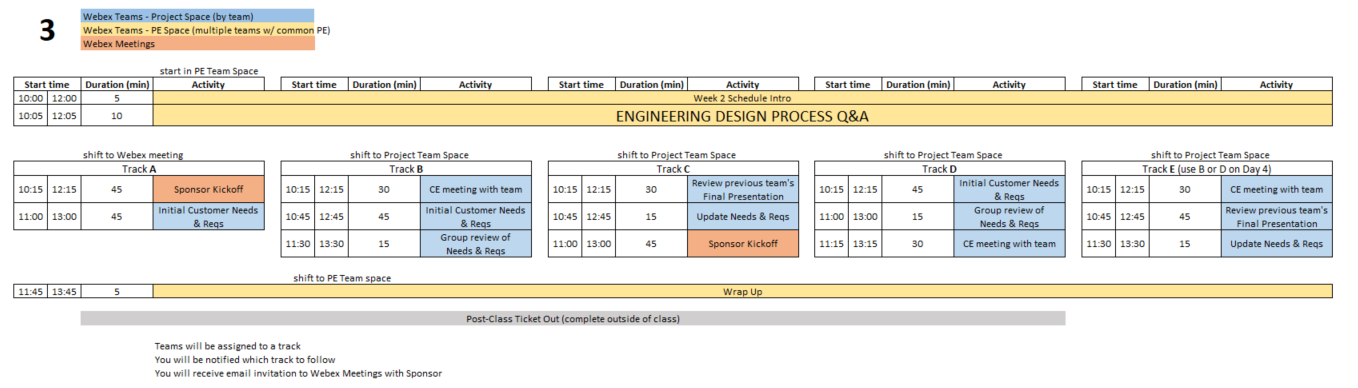 3
Webex Teams - Project Space (by team)
Webex Teams - PE Space (multiple teams w/ common PE)
Webex Meetings
start in PE Team Space
Start time Duration (min) Activity Start time Duration (min) Activity Start time Duration (min) Activity Start time Duration (min) Activity Start time Duration (min) Activity
10:00 12:00 5 Week 2 Schedule Intro
10:05 12:05 10 ENGINEERING DESIGN PROCESS Q&A
shift to Webex meeting
Track A
10:15 12:15 45 Sponsor Kickoff
11:00 13:00 45 Initial Customer Needs
& Reqs
shift to Project Team Space
Track B
10:15 12:15 30 CE meeting with team
10:45 12:45 45 Initial Customer Needs
& Reqs
11:30 13:30 15 Group review of
Needs & Reqs
shift to Project Team Space
Track C
10:15 12:15 30 Review previous team's
Final Presentation
10:45 12:45 15 Update Needs & Reqs
11:00 13:00 45 Sponsor Kickoff
shift to Project Team Space
Track D
10:15 12:15 45 Initial Customer Needs
& Reqs
11:00 13:00 15 Group review of
Needs & Reqs
11:15 13:15 30 CE meeting with team
shift to Project Team Space
Track E (use B or D on Day 4)
10:15 12:15 30 CE meeting with team
10:45 12:45 45 Review previous team's
Final Presentation
11:30 13:30 15 Update Needs & Reqs
shift to PE Team space
11:45 13:45 5 Wrap Up
Post-Class Ticket Out (complete outside of class)
Teams will be assigned to a track
You will be notified which track to follow
You will receive email invitation to Webex Meetings with Sponsor